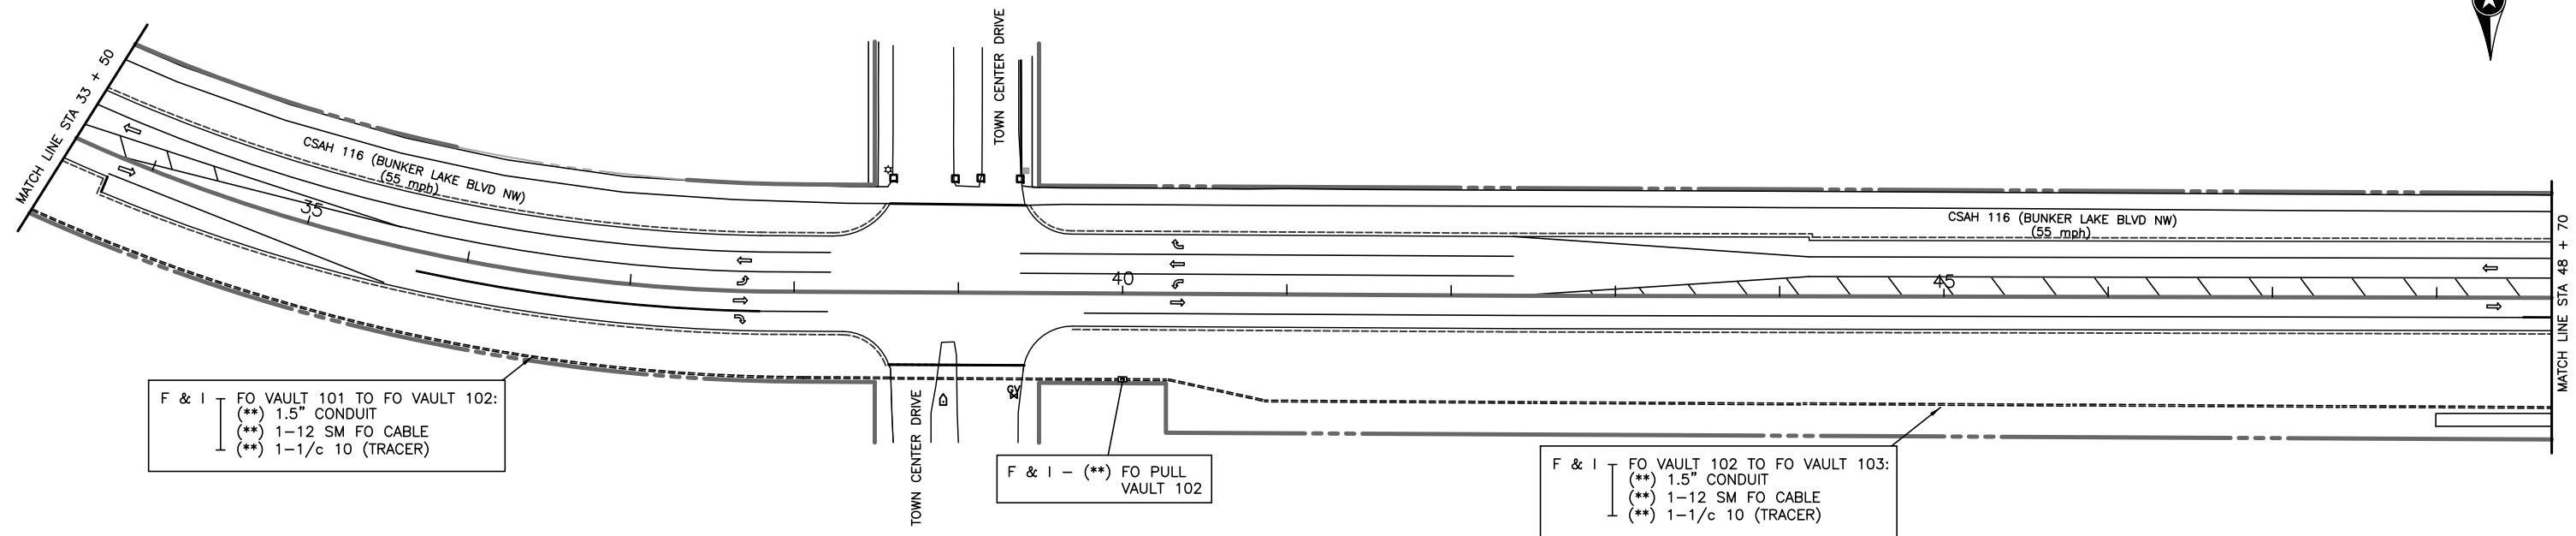 MATCH LINE STA 33 + 50
CSAH 116 (BUNKER LAKE BLVD NW)
(55 mph)
35
TOWN CENTER DRIVE
40
CSAH 116 (BUNKER LAKE BLVD NW)
(55 mph)
45
MATCH LINE STA 48 + 70
F & I FO VAULT 101 TO FO VAULT 102:
(**) 1.5" CONDUIT
(**) 1-12 SM FO CABLE
(**) 1-1/c 10 (TRACER)
TOWN CENTER DRIVE
F & I - (**) FO PULL
VAULT 102
F & I FO VAULT 102 TO FO VAULT 103:
(**) 1.5" CONDUIT
(**) 1-12 SM FO CABLE
(**) 1-1/c 10 (TRACER)